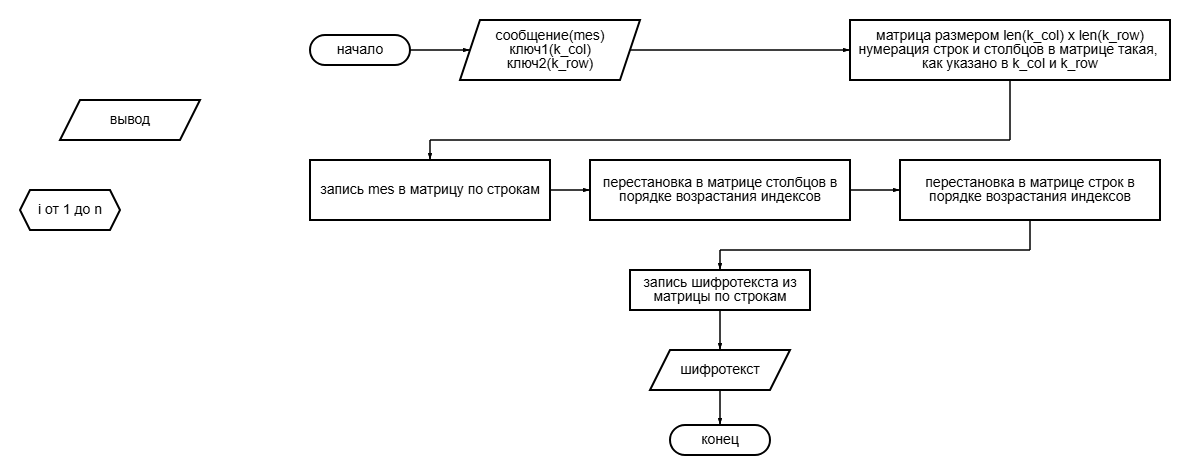 начало
сообщение(mes)
ключ1(k_col)
ключ2(k_row)
матрица размером len(k_col) x len(k_row)
нумерация строк и столбцов в матрице такая,
как указано в k_col и k_row
вывод
запись mes в матрицу по строкам
перестановка в матрице столбцов в
порядке возрастания индексов
перестановка в матрице строк в
порядке возрастания индексов
i от 1 до n
запись шифротекста из
матрицы по строкам
шифротекст
конец